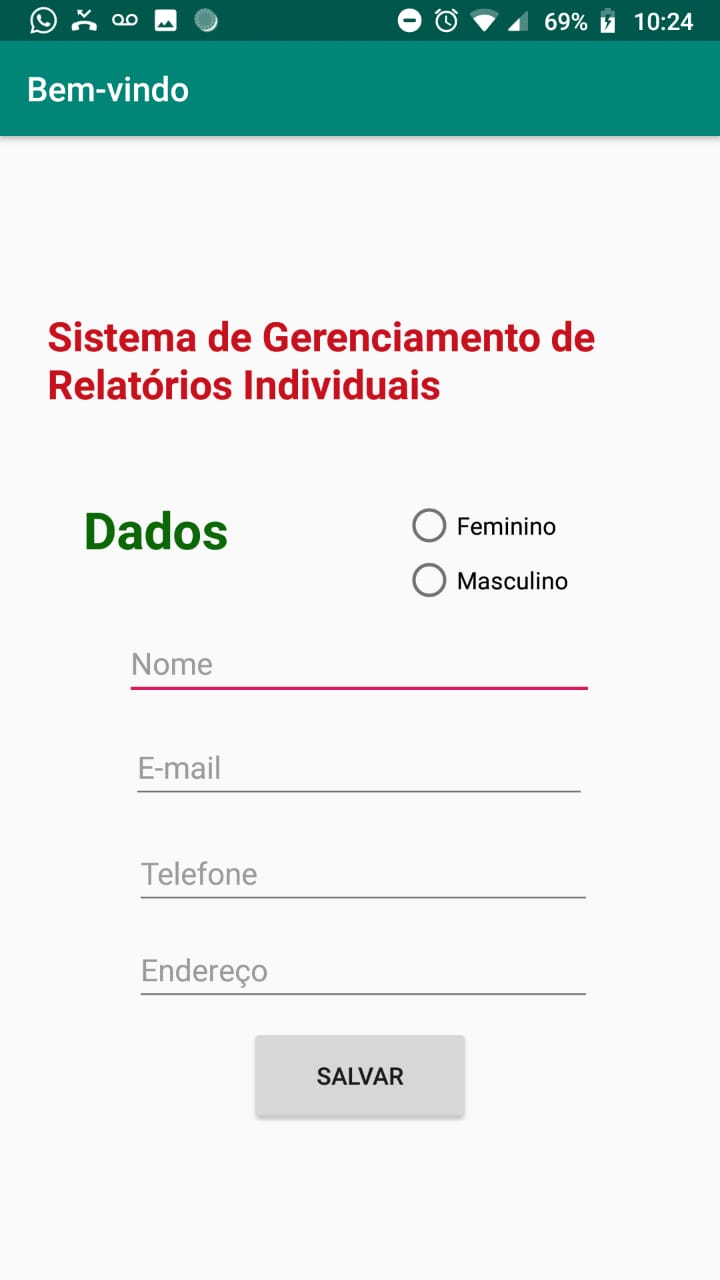 69% 10:24
Bem-vindo
Sistema de Gerenciamento de
Relatórios Individuais
Dados
Feminino
Masculino
Nome
E-mail
Telefone
Endereço
SALVAR